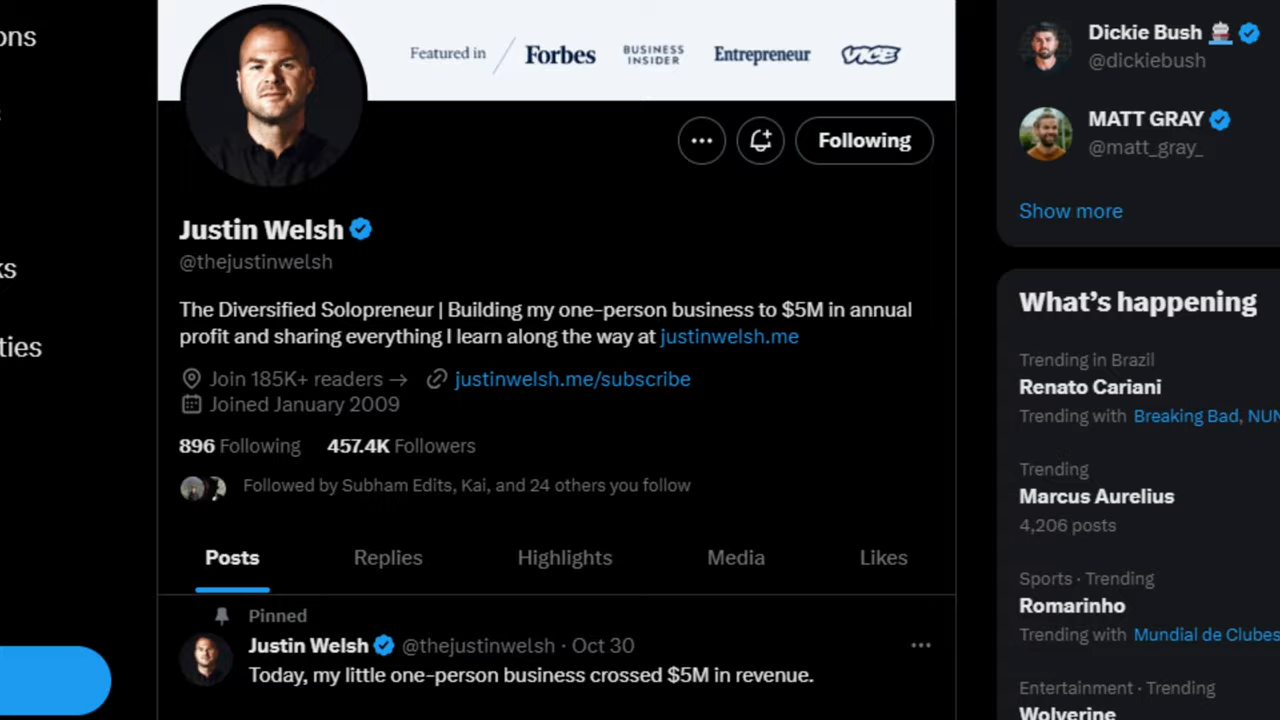 ons
Featured in
Forbes
BUSINESS
INSIDER
Entrepreneur
VICE
Following
Justin Welsh
@thejustinwelsh
The Diversified Solopreneur | Building my one-person business to $5M in annual
profit and sharing everything I learn along the way at justinwelsh.me
Join 185K+ readers → justinwelsh.me/subscribe
Joined January 2009
896 Following 457.4K Followers
Followed by Subham Edits, Kai, and 24 others you follow
Posts Replies Highlights Media Likes
Pinned
Justin Welsh @thejustinwelsh · Oct 30
Today, my little one-person business crossed $5M in revenue.
ks
ties
Dickie Bush
@dickiebush
MATT GRAY
@matt_gray_
Show more
What's happening
Trending in Brazil
Renato Cariani
Trending with Breaking Bad, NUN
Trending
Marcus Aurelius
4,206 posts
Sports · Trending
Romarinho
Trending with Mundial de Clubes
Entertainment · Trending
Wolverine